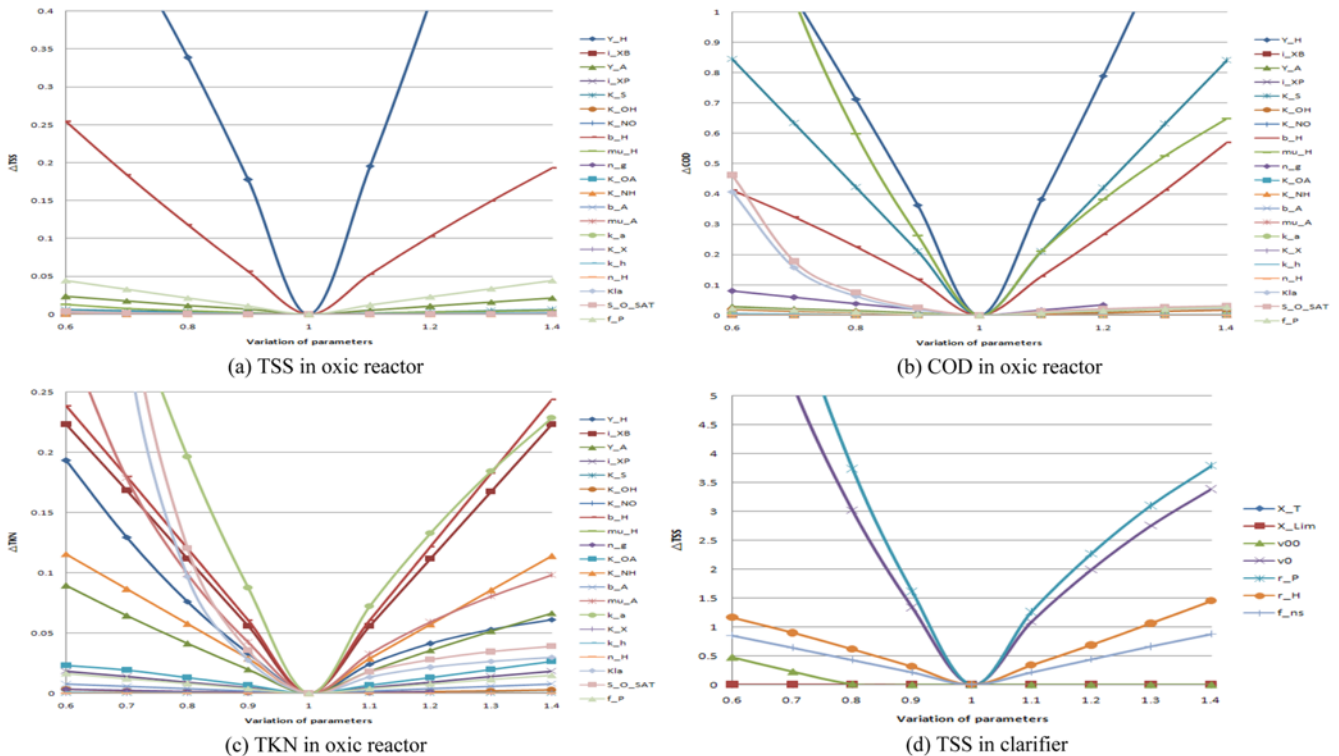 0.4
0.35
0.3
0.25
0.2
0.15
0.1
0.05
0
△TSS
0.6 0.8 1 1.2 1.4
Variation of parameters
Y_H
i_XB
Y_A
i_XP
K_S
K_OH
K_NO
b_H
mu_H
n_g
K_OA
K_NH
b_A
mu_A
k_a
K_X
k_h
n_H
Kla
S_O_SAT
f_P
(a) TSS in oxic reactor
1
0.9
0.8
0.7
0.6
0.5
0.4
0.3
0.2
0.1
0
△COD
0.6 0.8 1 1.2 1.4
Variation of parameters
Y_H
i_XB
Y_A
i_XP
K_S
K_OH
K_NO
b_H
mu_H
n_g
K_OA
K_NH
b_A
mu_A
k_a
K_X
k_h
n_H
Kla
S_O_SAT
f_P
(b) COD in oxic reactor
0.25
0.2
0.15
0.1
0.05
0
△TKN
0.6 0.7 0.8 0.9 1 1.1 1.2 1.3 1.4
Variation of parameters
Y_H
i_XB
Y_A
i_XP
K_S
K_OH
K_NO
b_H
mu_H
n_g
K_OA
K_NH
b_A
mu_A
k_a
K_X
k_h
n_H
Kla
S_O_SAT
f_P
(c) TKN in oxic reactor
5
4.5
4
3.5
3
2.5
2
1.5
1
0.5
0
△TSS
0.6 0.7 0.8 0.9 1 1.1 1.2 1.3 1.4
Variation of parameters
X_T
X_Lim
v00
v0
r_P
r_H
f_ns
(d) TSS in clarifier